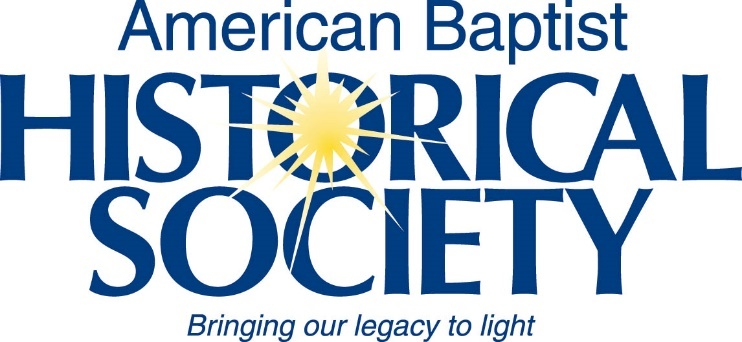 American Baptist
HISTORICAL
SOCIETY
Bringing our legacy to light